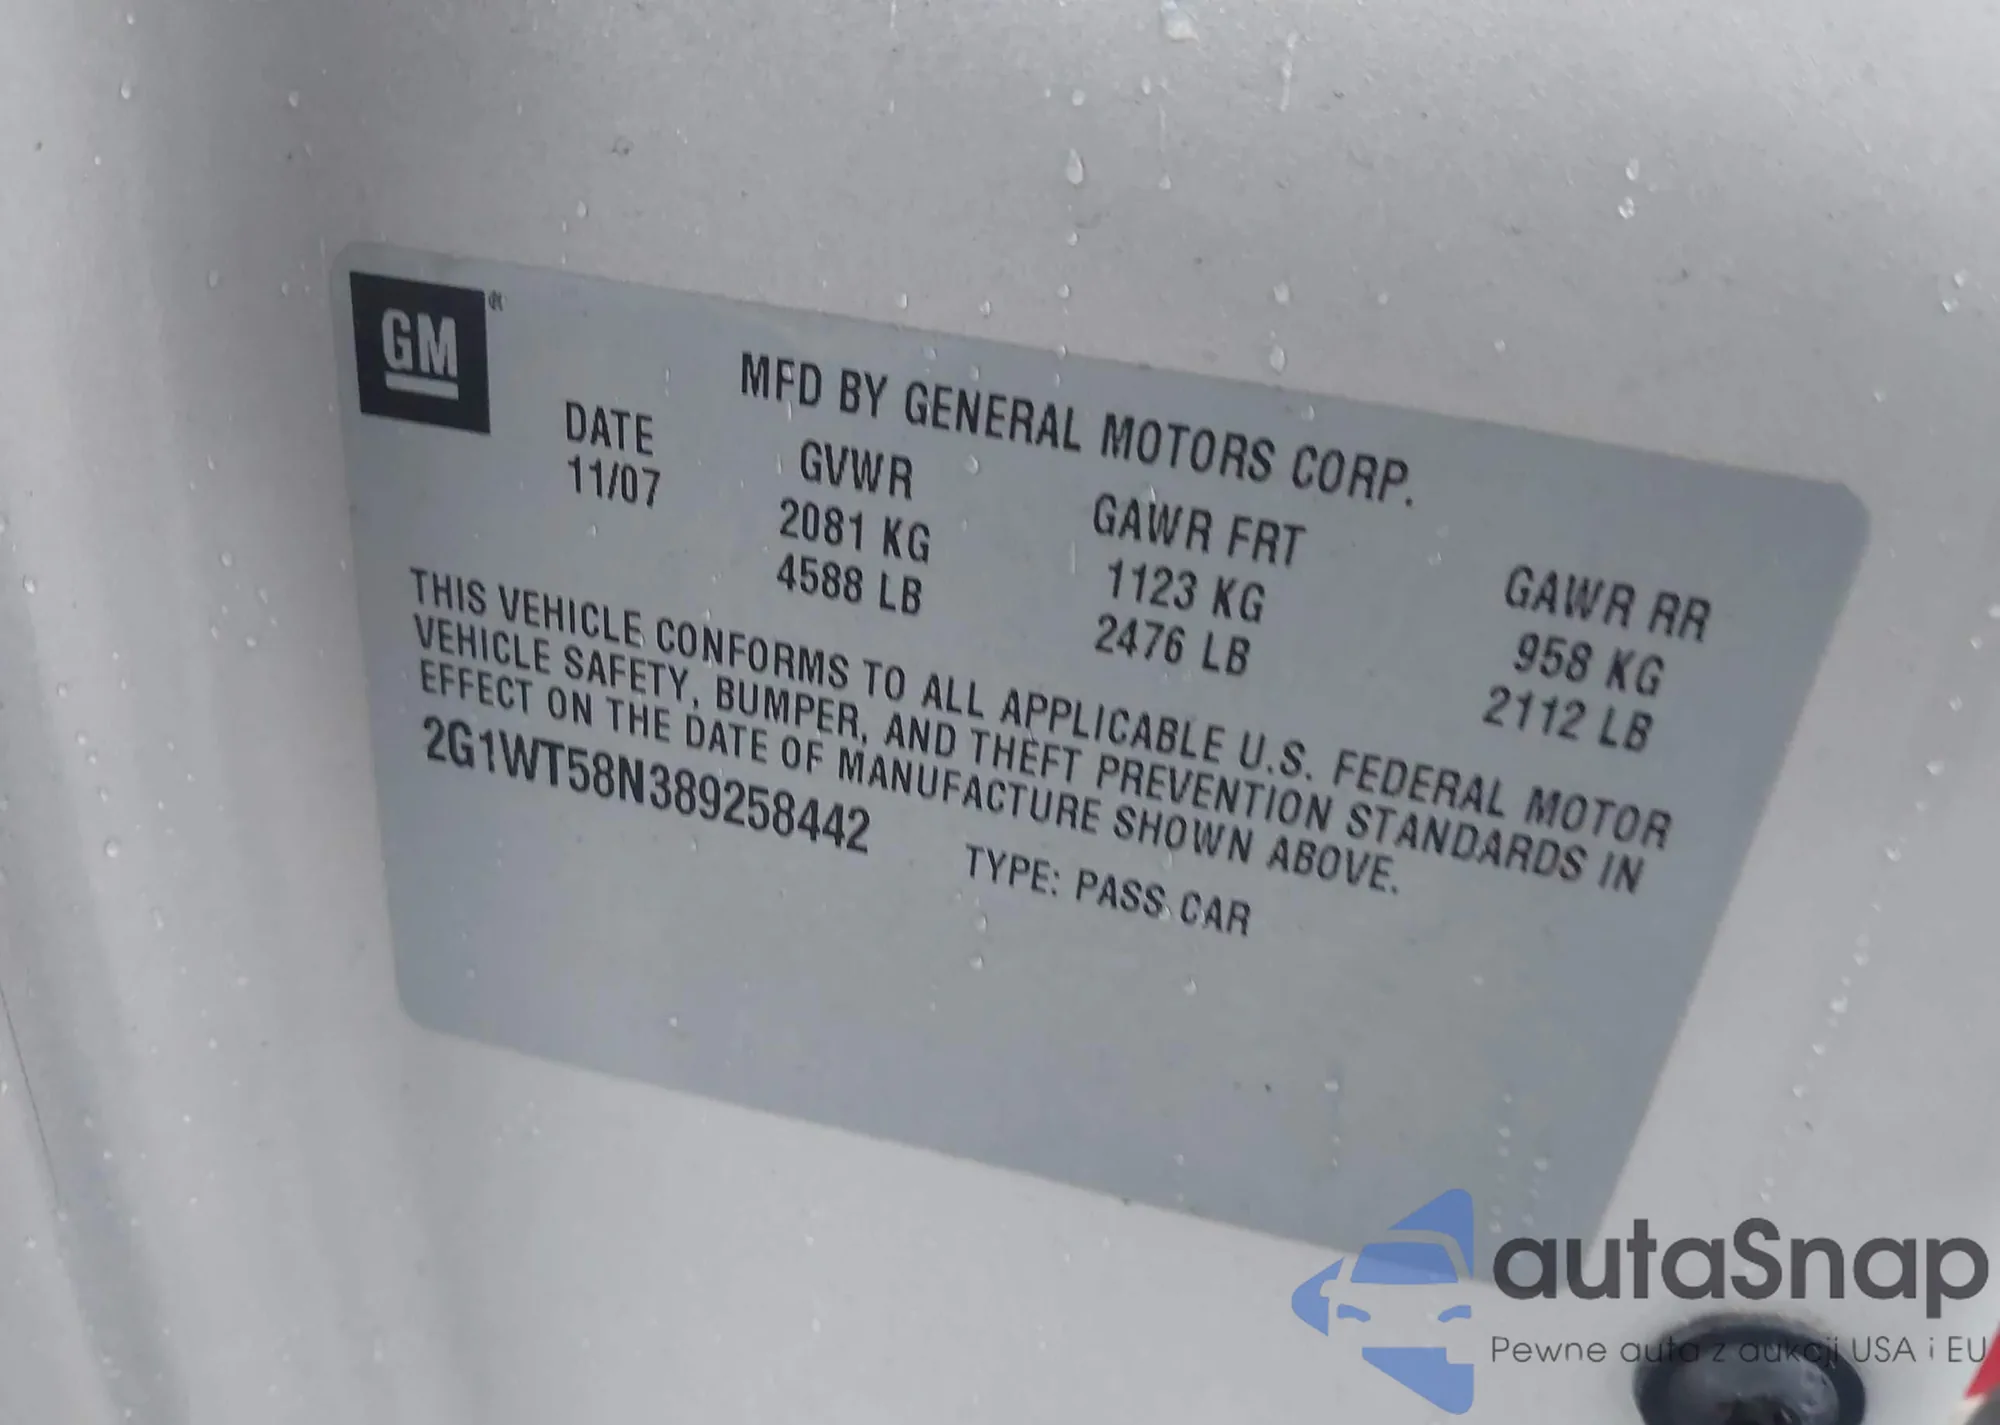 GM ®
MFD BY GENERAL MOTORS CORP.
DATE GVWR GAWR FRT GAWR RR
11/07 2081 KG 1123 KG 958 KG
4588 LB 2476 LB 2112 LB
THIS VEHICLE CONFORMS TO ALL APPLICABLE U.S. FEDERAL MOTOR
VEHICLE SAFETY, BUMPER, AND THEFT PREVENTION STANDARDS IN
EFFECT ON THE DATE OF MANUFACTURE SHOWN ABOVE.
2G1WT58N389258442 TYPE: PASS CAR
autaSnap
Pewne auta z aukcji USA i EU